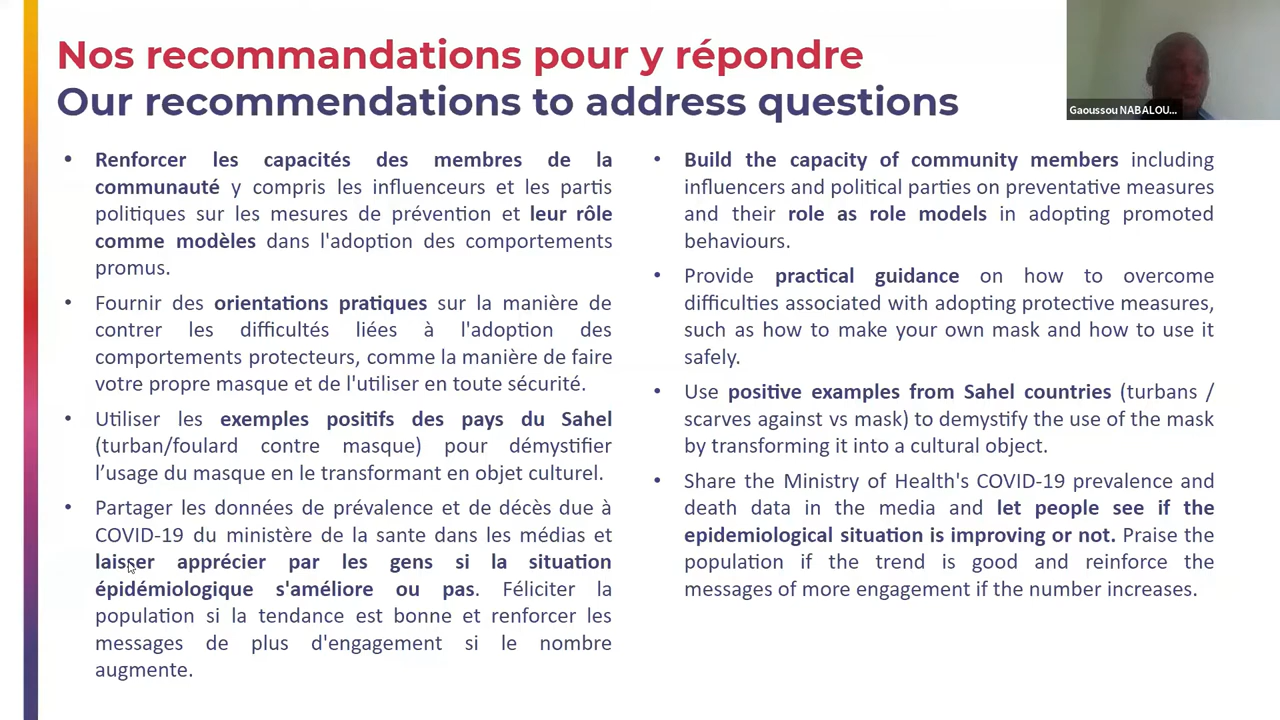 Nos recommandations pour y répondre
Our recommendations to address questions
Gaoussou NABALOU...
• Renforcer les capacités des membres de la
communauté y compris les influenceurs et les partis
politiques sur les mesures de prévention et leur rôle
comme modèles dans l'adoption des comportements
promus.
• Fournir des orientations pratiques sur la manière de
contrer les difficultés liées à l'adoption des
comportements protecteurs, comme la manière de faire
votre propre masque et de l'utiliser en toute sécurité.
• Utiliser les exemples positifs des pays du Sahel
(turban/foulard contre masque) pour démystifier
l’usage du masque en le transformant en objet culturel.
• Partager les données de prévalence et de décès due à
COVID-19 du ministère de la sante dans les médias et
laisser apprécier par les gens si la situation
épidémiologique s'améliore ou pas. Féliciter la
population si la tendance est bonne et renforcer les
messages de plus d'engagement si le nombre
augmente.
• Build the capacity of community members including
influencers and political parties on preventative measures
and their role as role models in adopting promoted
behaviours.
• Provide practical guidance on how to overcome
difficulties associated with adopting protective measures,
such as how to make your own mask and how to use it
safely.
• Use positive examples from Sahel countries (turbans /
scarves against vs mask) to demystify the use of the mask
by transforming it into a cultural object.
• Share the Ministry of Health's COVID-19 prevalence and
death data in the media and let people see if the
epidemiological situation is improving or not. Praise the
population if the trend is good and reinforce the
messages of more engagement if the number increases.